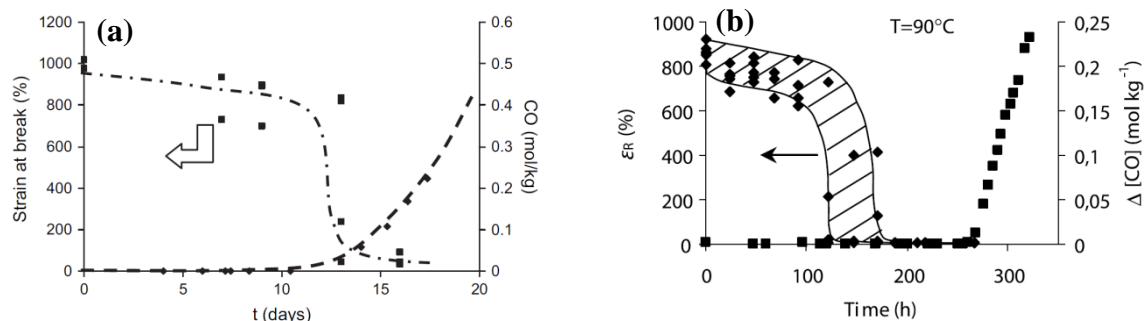 (a)
1200
1000
800
600
400
200
0
Strain at break (%)
0 5 10 15 20
t (days)
0.6
0.5
0.4
0.3
0.2
0.1
0
CO (mol/kg)
(b)
T=90°C
1000
800
600
400
200
0
εR (%)
0 100 200 300
Time (h)
0,25
0,2
0,15
0,1
0,05
0
Δ [CO] (mol kg⁻¹)